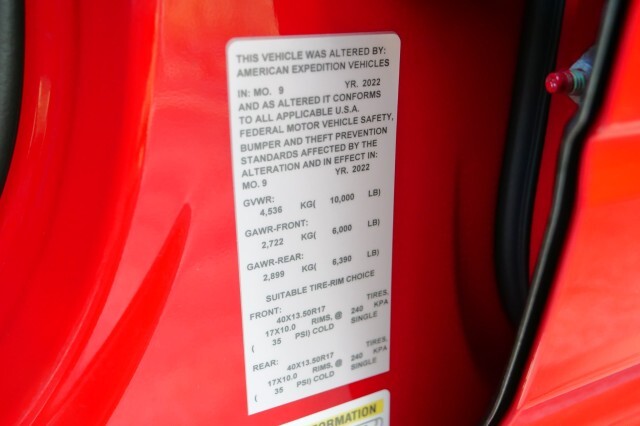 THIS VEHICLE WAS ALTERED BY:
AMERICAN EXPEDITION VEHICLES
IN: MO. 9 YR. 2022
AND AS ALTERED IT CONFORMS
TO ALL APPLICABLE U.S.A.
FEDERAL MOTOR VEHICLE SAFETY,
BUMPER AND THEFT PREVENTION
STANDARDS AFFECTED BY THE
ALTERATION AND IN EFFECT IN:
MO. 9 YR. 2022
GVWR:
4,536 KG( 10,000 LB)
GAWR-FRONT:
2,722 KG( 6,000 LB)
GAWR-REAR:
2,899 KG( 6,390 LB)
SUITABLE TIRE-RIM CHOICE
FRONT: 40X13.50R17 TIRES,
17X10.0 RIMS, @ 240 KPA
( 35 PSI) COLD SINGLE
REAR: 40X13.50R17 TIRES,
17X10.0 RIMS, @ 240 KPA
( 35 PSI) COLD SINGLE